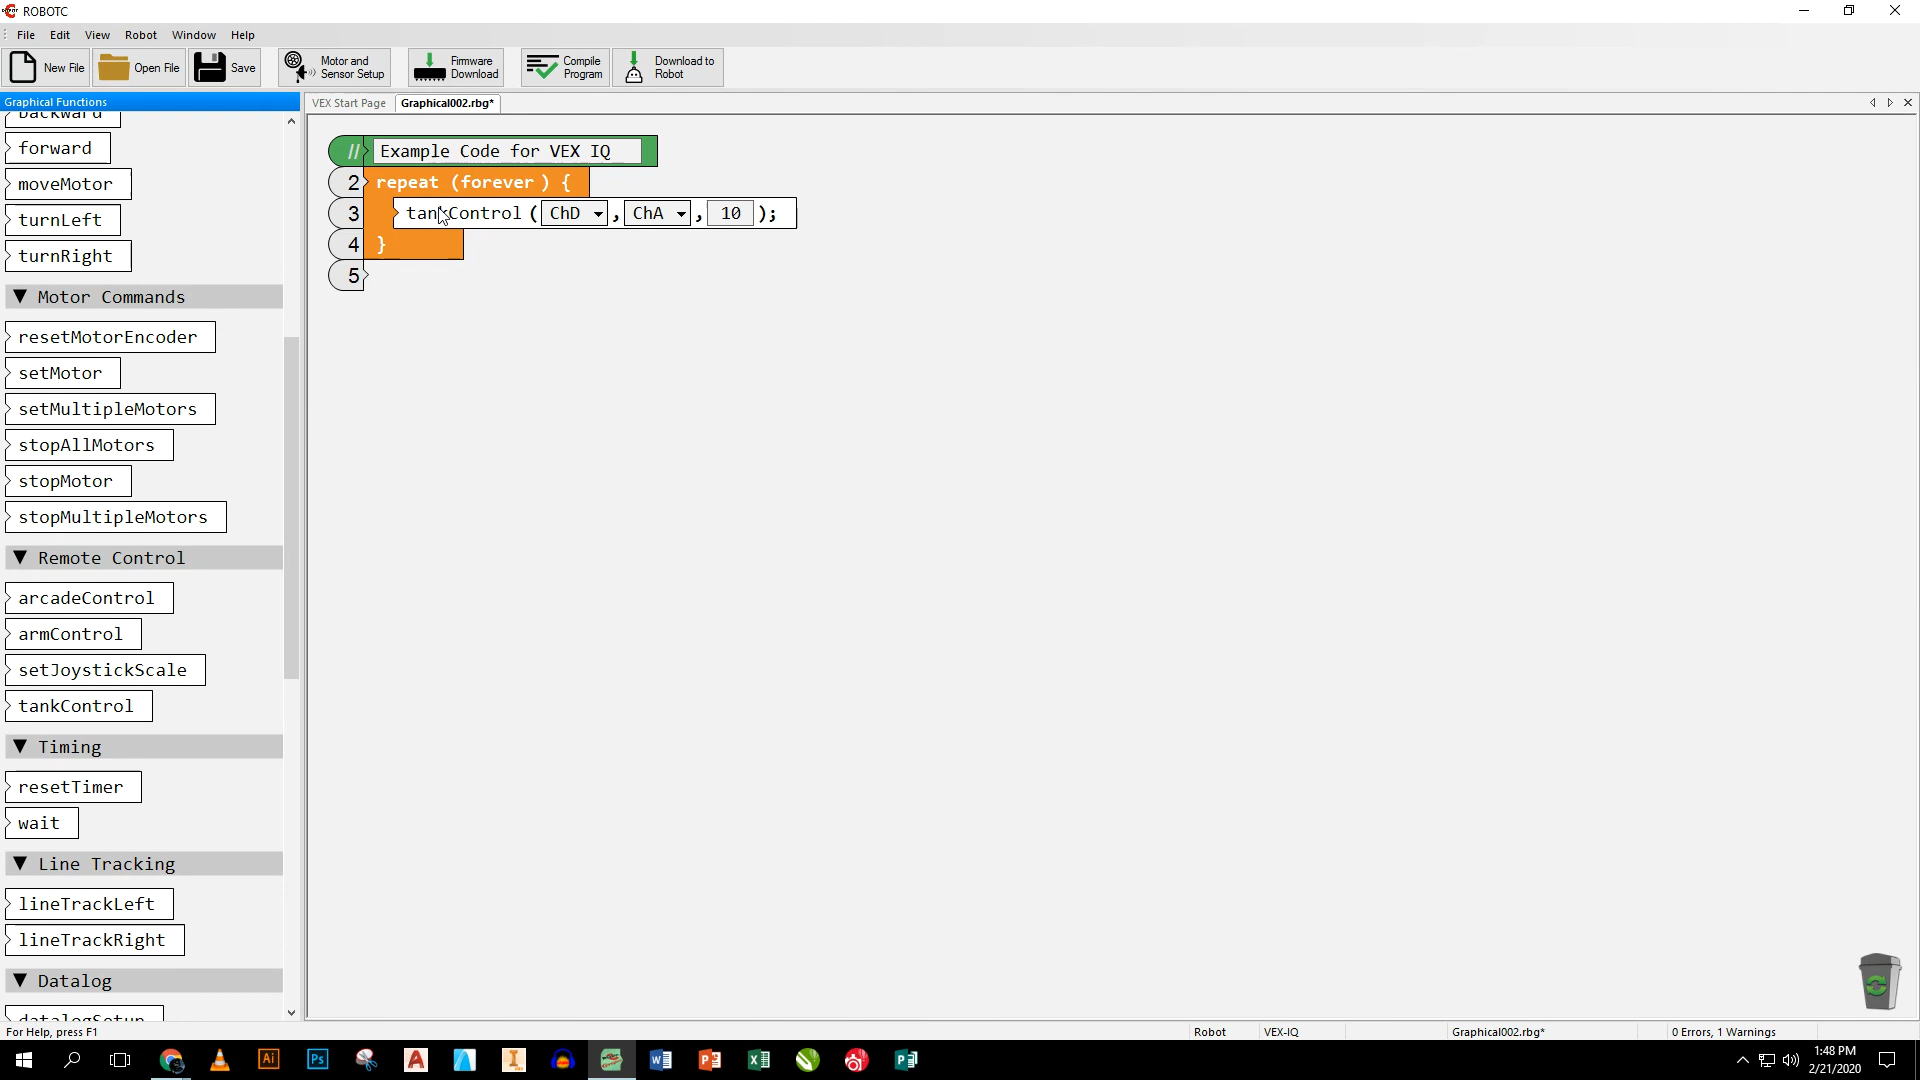 ROBOTC
File Edit View Robot Window Help
New File Open File Save Motor and Sensor Setup Firmware Download Compile Program Download to Robot
Graphical Functions
VEX Start Page Graphical002.rbg*
backward
forward
moveMotor
turnLeft
turnRight
Motor Commands
resetMotorEncoder
setMotor
setMultipleMotors
stopAllMotors
stopMotor
stopMultipleMotors
Remote Control
arcadeControl
armControl
setJoystickScale
tankControl
Timing
resetTimer
wait
Line Tracking
lineTrackLeft
lineTrackRight
Datalog
datalogSetup
// Example Code for VEX IQ
2 repeat (forever ) {
3 tankControl ( ChD , ChA , 10 );
4 }
5
For Help, press F1 Robot VEX-IQ Graphical002.rbg* 0 Errors, 1 Warnings
Ai Ps A I W P X P
1:48 PM
2/21/2020